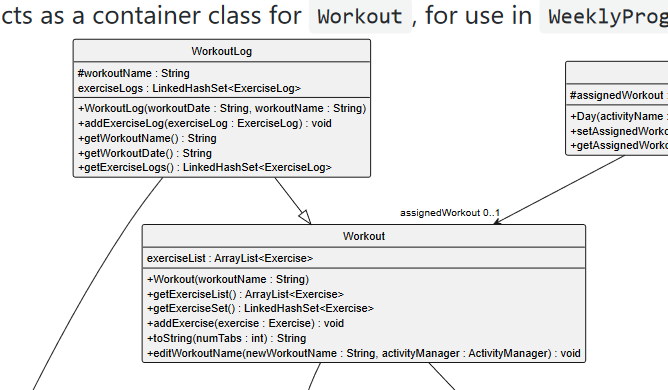 cts as a container class for Workout , for use in WeeklyProg
WorkoutLog
#workoutName : String
exerciseLogs : LinkedHashSet<ExerciseLog>
+WorkoutLog(workoutDate : String, workoutName : String)
+addExerciseLog(exerciseLog : ExerciseLog) : void
+getWorkoutName() : String
+getWorkoutDate() : String
+getExerciseLogs() : LinkedHashSet<ExerciseLog>
#assignedWorkout :
+Day(activityName :
+setAssignedWorko
+getAssignedWorko
assignedWorkout 0..1
Workout
exerciseList : ArrayList<Exercise>
+Workout(workoutName : String)
+getExerciseList() : ArrayList<Exercise>
+getExerciseSet() : LinkedHashSet<Exercise>
+addExercise(exercise : Exercise) : void
+toString(numTabs : int) : String
+editWorkoutName(newWorkoutName : String, activityManager : ActivityManager) : void